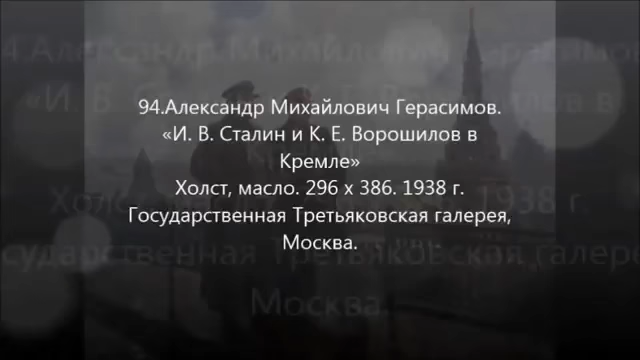 94.Александр Михайлович Герасимов.
«И. В. Сталин и К. Е. Ворошилов в
Кремле»
Холст, масло. 296 x 386. 1938 г.
Государственная Третьяковская галерея,
Москва.